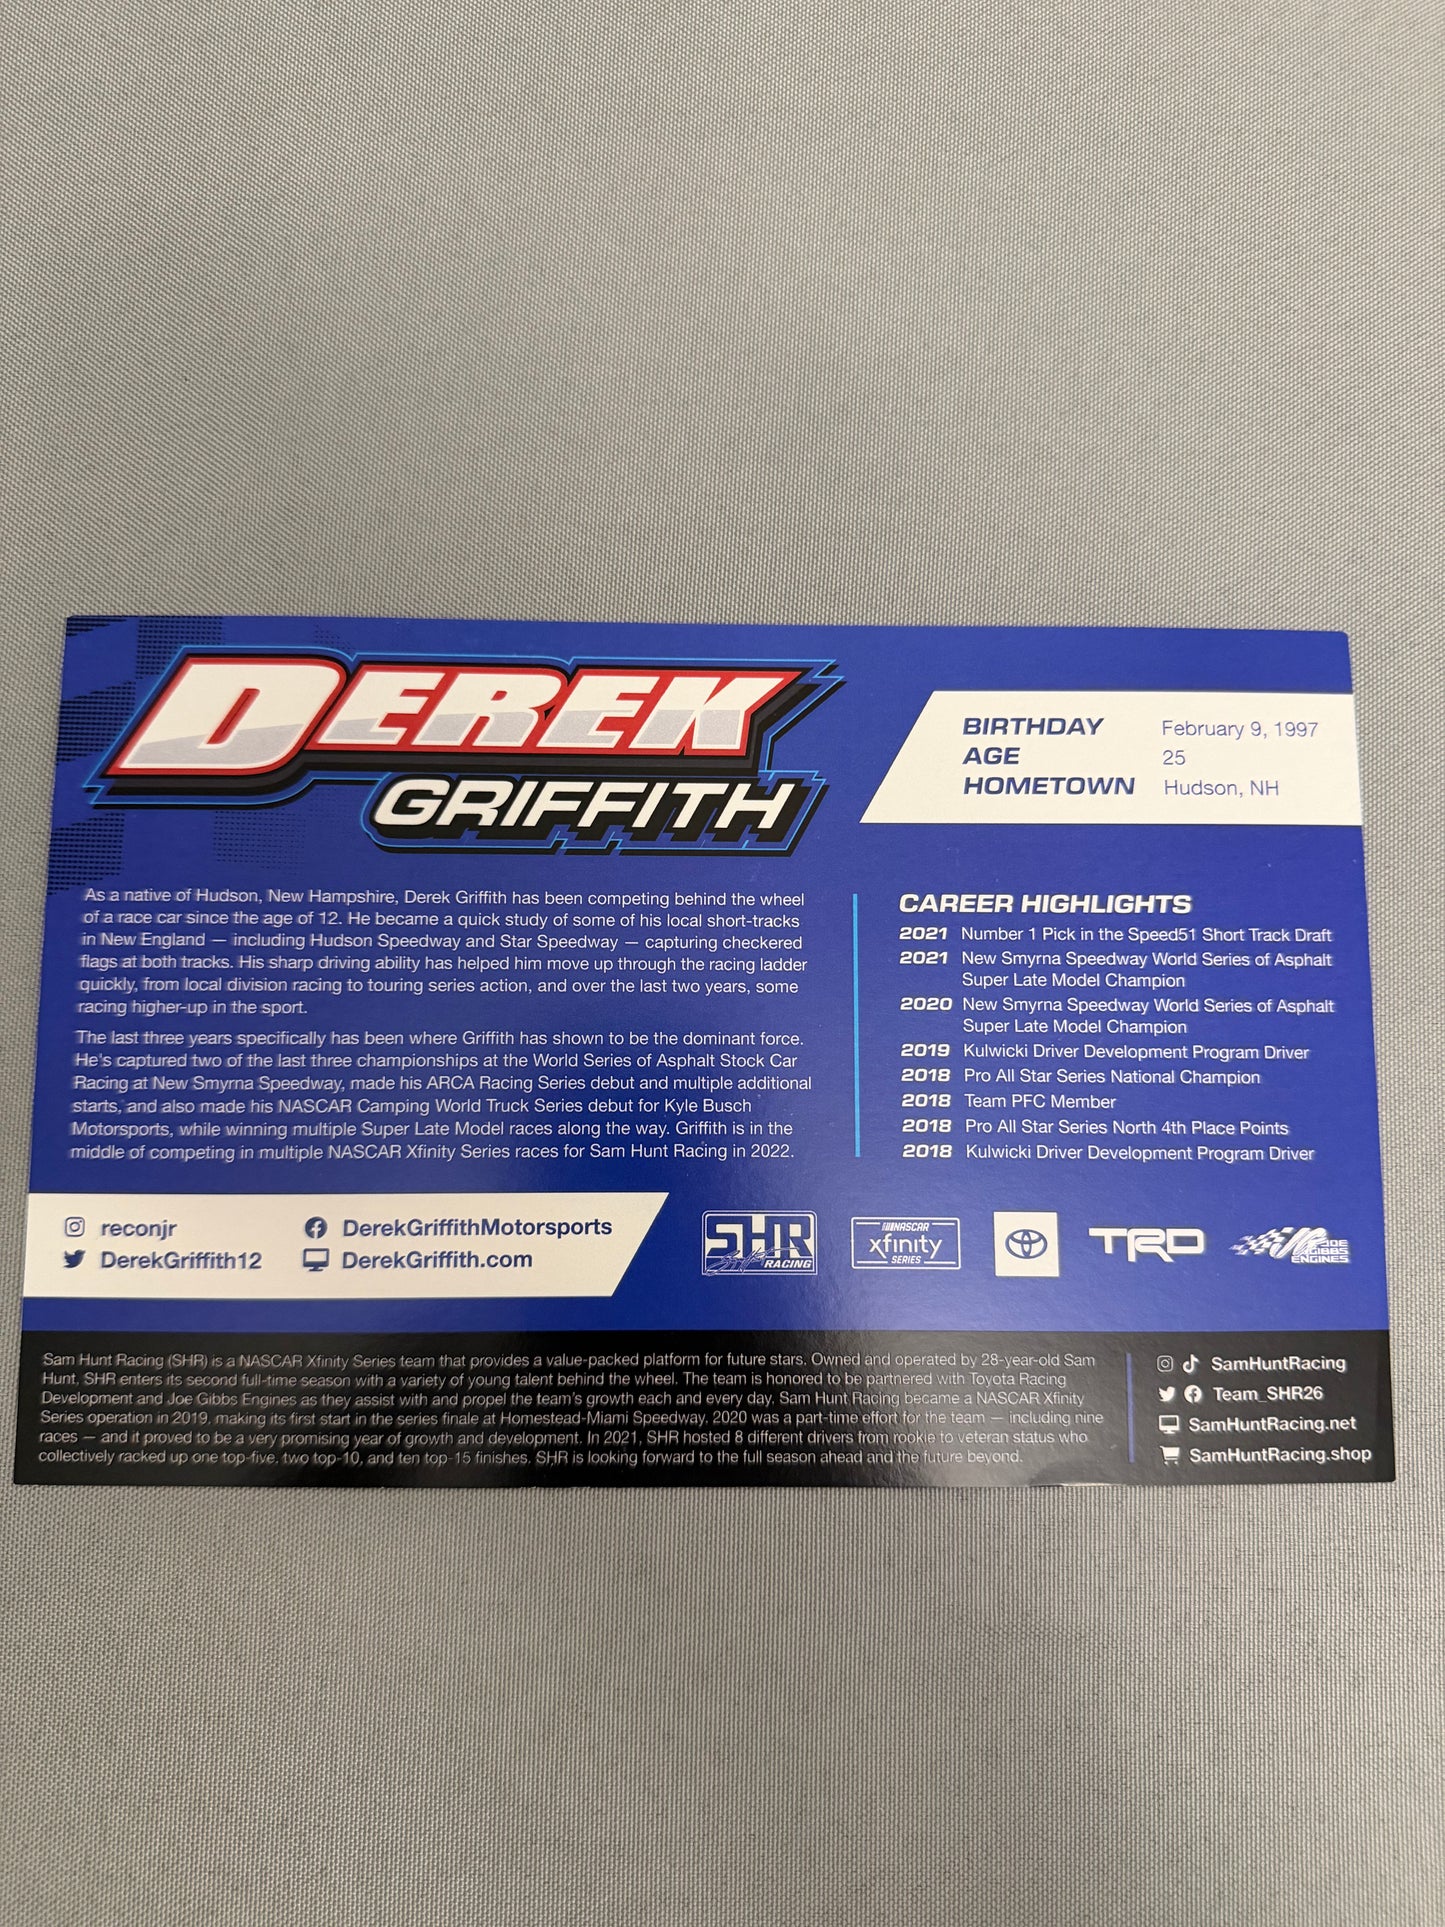 DEREK
GRIFFITH
BIRTHDAY February 9, 1997
AGE 25
HOMETOWN Hudson, NH
As a native of Hudson, New Hampshire, Derek Griffith has been competing behind the wheel
of a race car since the age of 12. He became a quick study of some of his local short-tracks
in New England — including Hudson Speedway and Star Speedway — capturing checkered
flags at both tracks. His sharp driving ability has helped him move up through the racing ladder
quickly, from local division racing to touring series action, and over the last two years, some
racing higher-up in the sport.
The last three years specifically has been where Griffith has shown to be the dominant force.
He's captured two of the last three championships at the World Series of Asphalt Stock Car
Racing at New Smyrna Speedway, made his ARCA Racing Series debut and multiple additional
starts, and also made his NASCAR Camping World Truck Series debut for Kyle Busch
Motorsports, while winning multiple Super Late Model races along the way. Griffith is in the
middle of competing in multiple NASCAR Xfinity Series races for Sam Hunt Racing in 2022.
CAREER HIGHLIGHTS
2021 Number 1 Pick in the Speed51 Short Track Draft
2021 New Smyrna Speedway World Series of Asphalt
Super Late Model Champion
2020 New Smyrna Speedway World Series of Asphalt
Super Late Model Champion
2019 Kulwicki Driver Development Program Driver
2018 Pro All Star Series National Champion
2018 Team PFC Member
2018 Pro All Star Series North 4th Place Points
2018 Kulwicki Driver Development Program Driver
reconjr
DerekGriffithMotorsports
DerekGriffith12
DerekGriffith.com
SHR
RACING
NASCAR
xfinity
SERIES
TRD
JOE
GIBBS
ENGINES
Sam Hunt Racing (SHR) is a NASCAR Xfinity Series team that provides a value-packed platform for future stars. Owned and operated by 28-year-old Sam
Hunt, SHR enters its second full-time season with a variety of young talent behind the wheel. The team is honored to be partnered with Toyota Racing
Development and Joe Gibbs Engines as they assist with and propel the team's growth each and every day. Sam Hunt Racing became a NASCAR Xfinity
Series operation in 2019, making its first start in the series finale at Homestead-Miami Speedway. 2020 was a part-time effort for the team — including nine
races — and it proved to be a very promising year of growth and development. In 2021, SHR hosted 8 different drivers from rookie to veteran status who
collectively racked up one top-five, two top-10, and ten top-15 finishes. SHR is looking forward to the full season ahead and the future beyond.
SamHuntRacing
Team_SHR26
SamHuntRacing.net
SamHuntRacing.shop